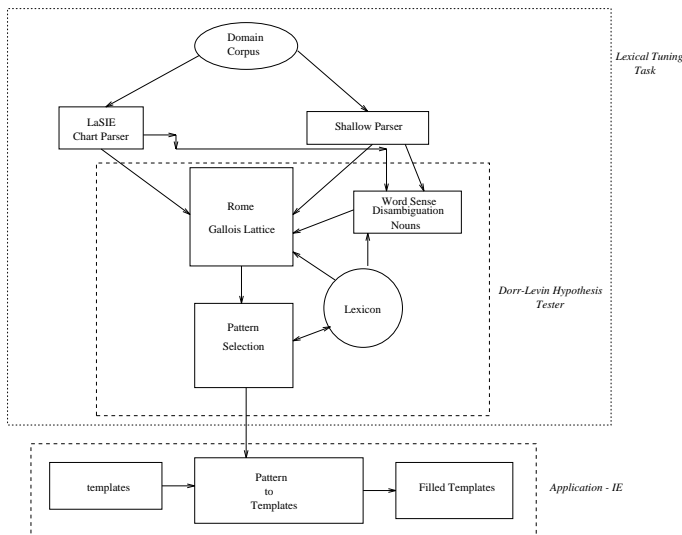 Domain
Corpus
Lexical Tuning
Task
LaSIE
Chart Parser
Shallow Parser
Rome
Gallois Lattice
Word Sense
Disambiguation
Nouns
Dorr-Levin Hypothesis
Tester
Lexicon
Pattern
Selection
templates
Pattern
to
Templates
Filled Templates
Application - IE